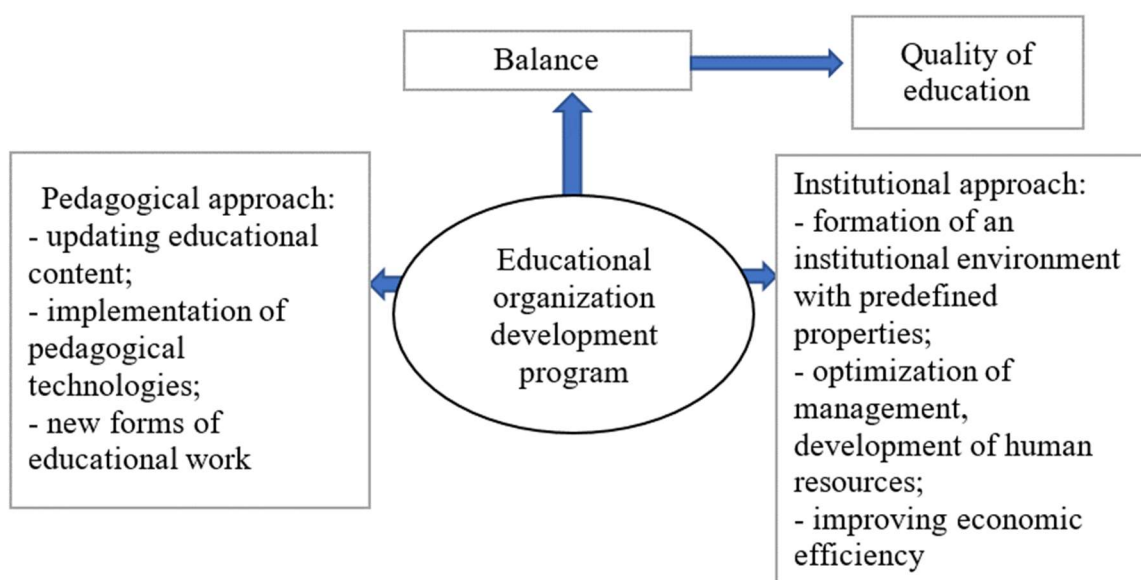 Balance
Quality of
education
Pedagogical approach:
- updating educational
content;
- implementation of
pedagogical
technologies;
- new forms of
educational work
Educational
organization
development
program
Institutional approach:
- formation of an
institutional environment
with predefined
properties;
- optimization of
management,
development of human
resources;
- improving economic
efficiency